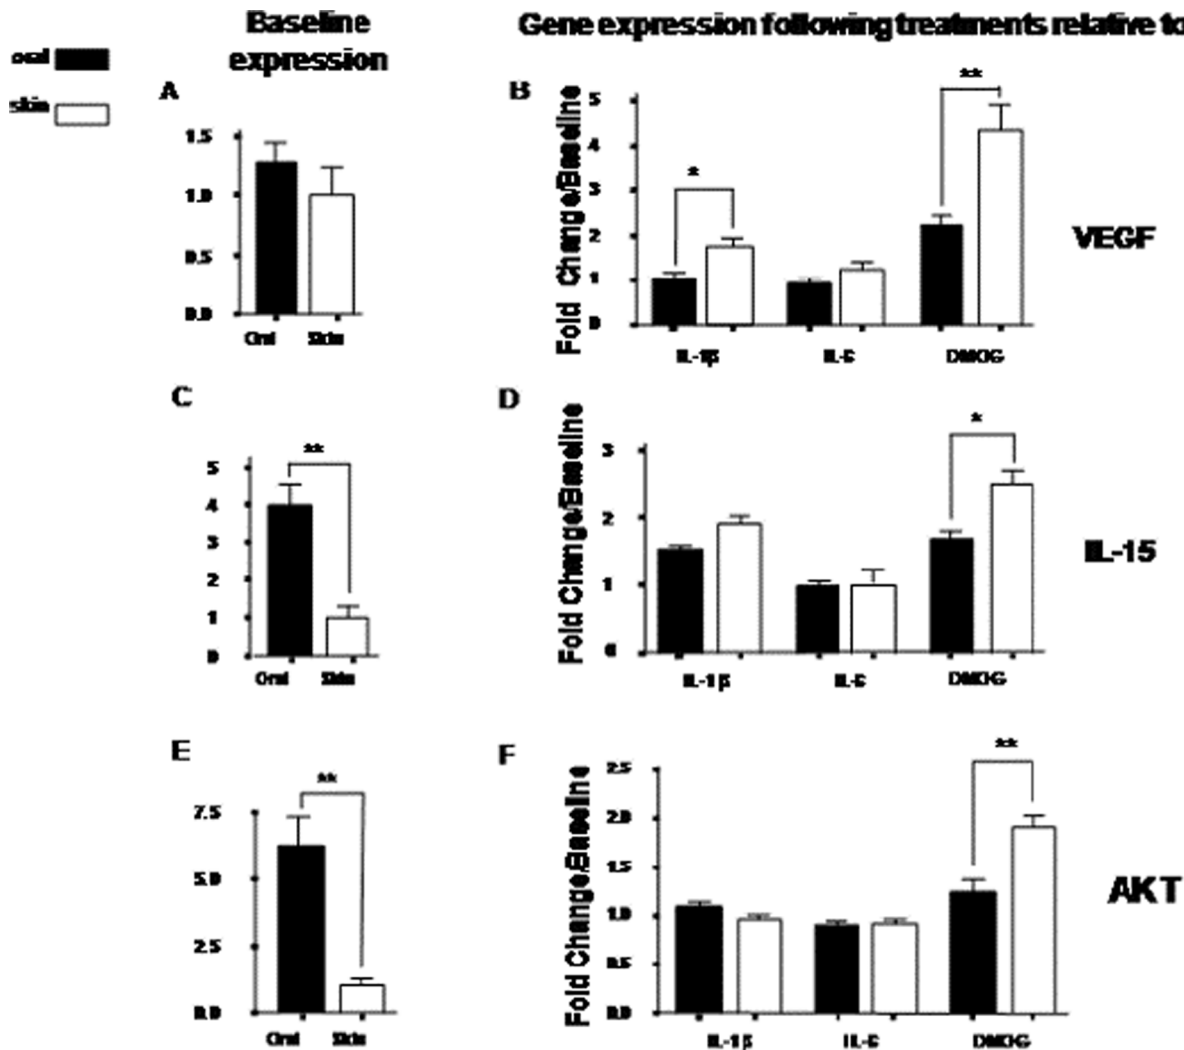 Baseline
expression
Gene expression following treatments relative to
oral
skin
A
1.5
1.0
0.5
0.0
Oral Skin
B
Fold Change/Baseline
5
4
3
2
1
0
*
**
IL-1β IL-6 DMOG
VEGF
C
5
4
3
2
1
0
**
Oral Skin
D
Fold Change/Baseline
3
2
1
0
*
IL-1β IL-6 DMOG
IL-15
E
7.5
5.0
2.5
0.0
**
Oral Skin
F
Fold Change/Baseline
2.5
2.0
1.5
1.0
0.5
0.0
**
IL-1β IL-6 DMOG
AKT